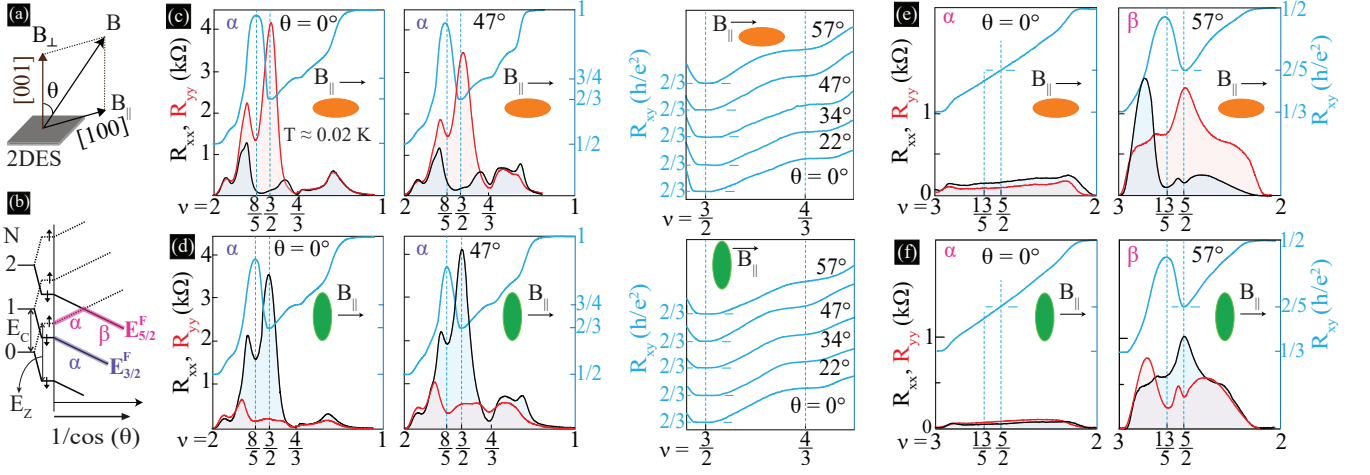 (a)
B⊥
B
[001]
θ
B||
[100]
2DES
(b)
N
2
1
E_C
0
α
β
E^F_5/2
α
E^F_3/2
E_Z
1/cos (θ)
(c)
R_xx, R_yy (kΩ)
4
3
2
1
0
α
θ = 0°
B||
T ≈ 0.02 K
ν = 2 8/5 3/2 4/3 1
α
47°
B||
1
3/4
2/3
1/2
2 8/5 3/2 4/3 1
R_xy (h/e²)
B||
57°
47°
34°
22°
θ = 0°
2/3
2/3
2/3
2/3
2/3
ν = 3/2 4/3
(d)
R_xx, R_yy (kΩ)
4
3
2
1
0
α
θ = 0°
B||
ν = 2 8/5 3/2 4/3 1
α
47°
B||
1
3/4
2/3
1/2
2 8/5 3/2 4/3 1
R_xy (h/e²)
B||
57°
47°
34°
22°
θ = 0°
2/3
2/3
2/3
2/3
2/3
ν = 3/2 4/3
(e)
R_xx, R_yy (kΩ)
2
1
0
α
θ = 0°
B||
ν = 3 13/5 5/2 2
β
57°
B||
1/2
2/5
1/3
R_xy (h/e²)
3 13/5 5/2 2
(f)
R_xx, R_yy (kΩ)
2
1
0
α
θ = 0°
B||
ν = 3 13/5 5/2 2
β
57°
B||
1/2
2/5
1/3
R_xy (h/e²)
3 13/5 5/2 2